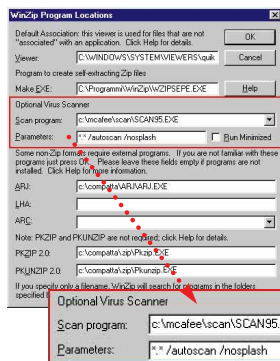 WinZip Program Locations
Default Association: this viewer is used for files that are not
"associated" with an application. Click Help for details.
OK
Viewer: C:\WINDOWS\SYSTEM\VIEWERS\quik
Cancel
Program to create self-extracting Zip files
Make EXE: C:\Programmi\WinZip\WZIPSEPE.EXE
Help
Optional Virus Scanner
Scan program: c:\mcafee\scan\SCAN95.EXE
Parameters: *.* /autoscan /nosplash
Run Minimized
Some non-Zip formats require external programs. If you are not familiar with these
programs just press OK. Please leave these fields empty if programs are not
installed. Click Help for more information.
ARJ: c:\compatta\ARJ\ARJ.EXE
LHA:
ARC:
Note: PKZIP and PKUNZIP are not required; click Help for details.
PKZIP 2.0: c:\compatta\zip\Pkzip.EXE
PKUNZIP 2.0: c:\compatta\zip\Pkunzip.EXE
If you specify only a filename, WinZip will search for programs in the folders
specified
Optional Virus Scanner
Scan program: c:\mcafee\scan\SCAN95.
Parameters: *.* /autoscan /nosplash